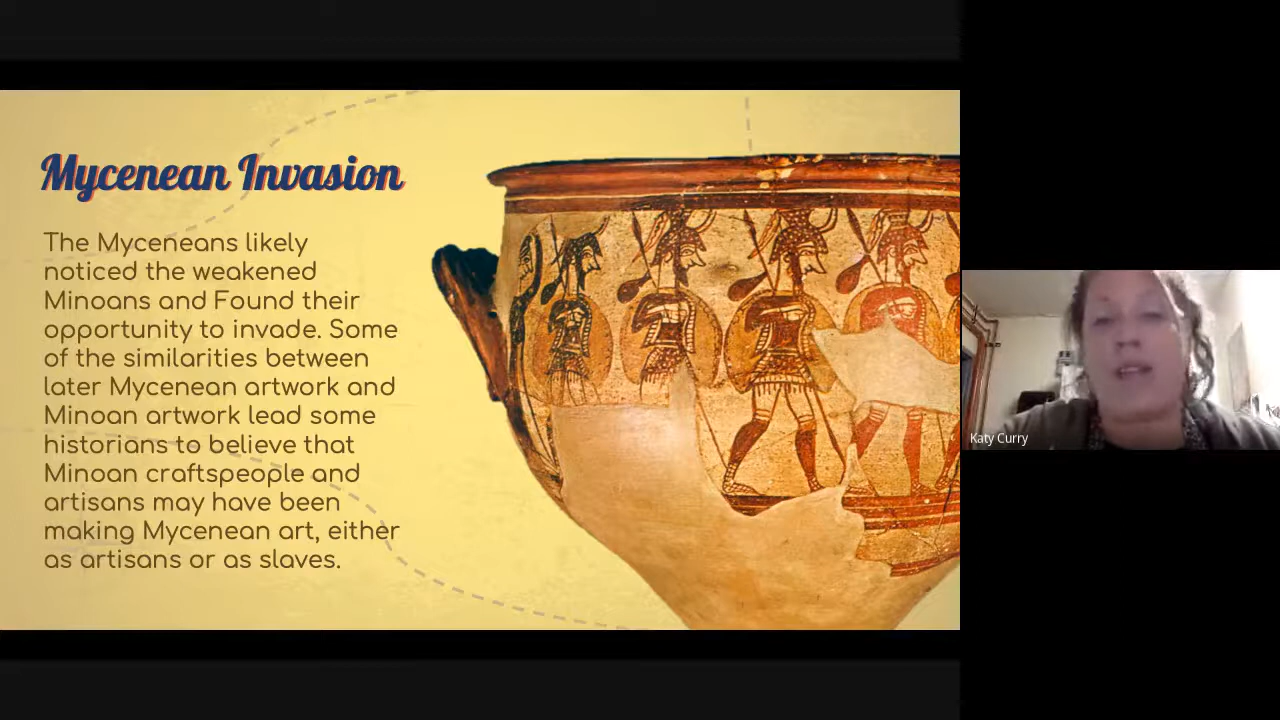 Mycenean Invasion
The Myceneans likely
noticed the weakened
Minoans and Found their
opportunity to invade. Some
of the similarities between
later Mycenean artwork and
Minoan artwork lead some
historians to believe that
Minoan craftspeople and
artisans may have been
making Mycenean art, either
as artisans or as slaves.
Katy Curry